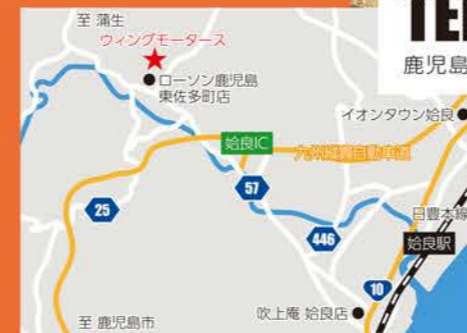 TEL
鹿児島
至 蒲生
ウィングモータース
ローソン鹿児島
東佐多町店
イオンタウン姶良
姶良IC
九州縦貫自動車道
57
25
日豊本線
446
姶良駅
10
吹上庵 姶良店
至 鹿児島市